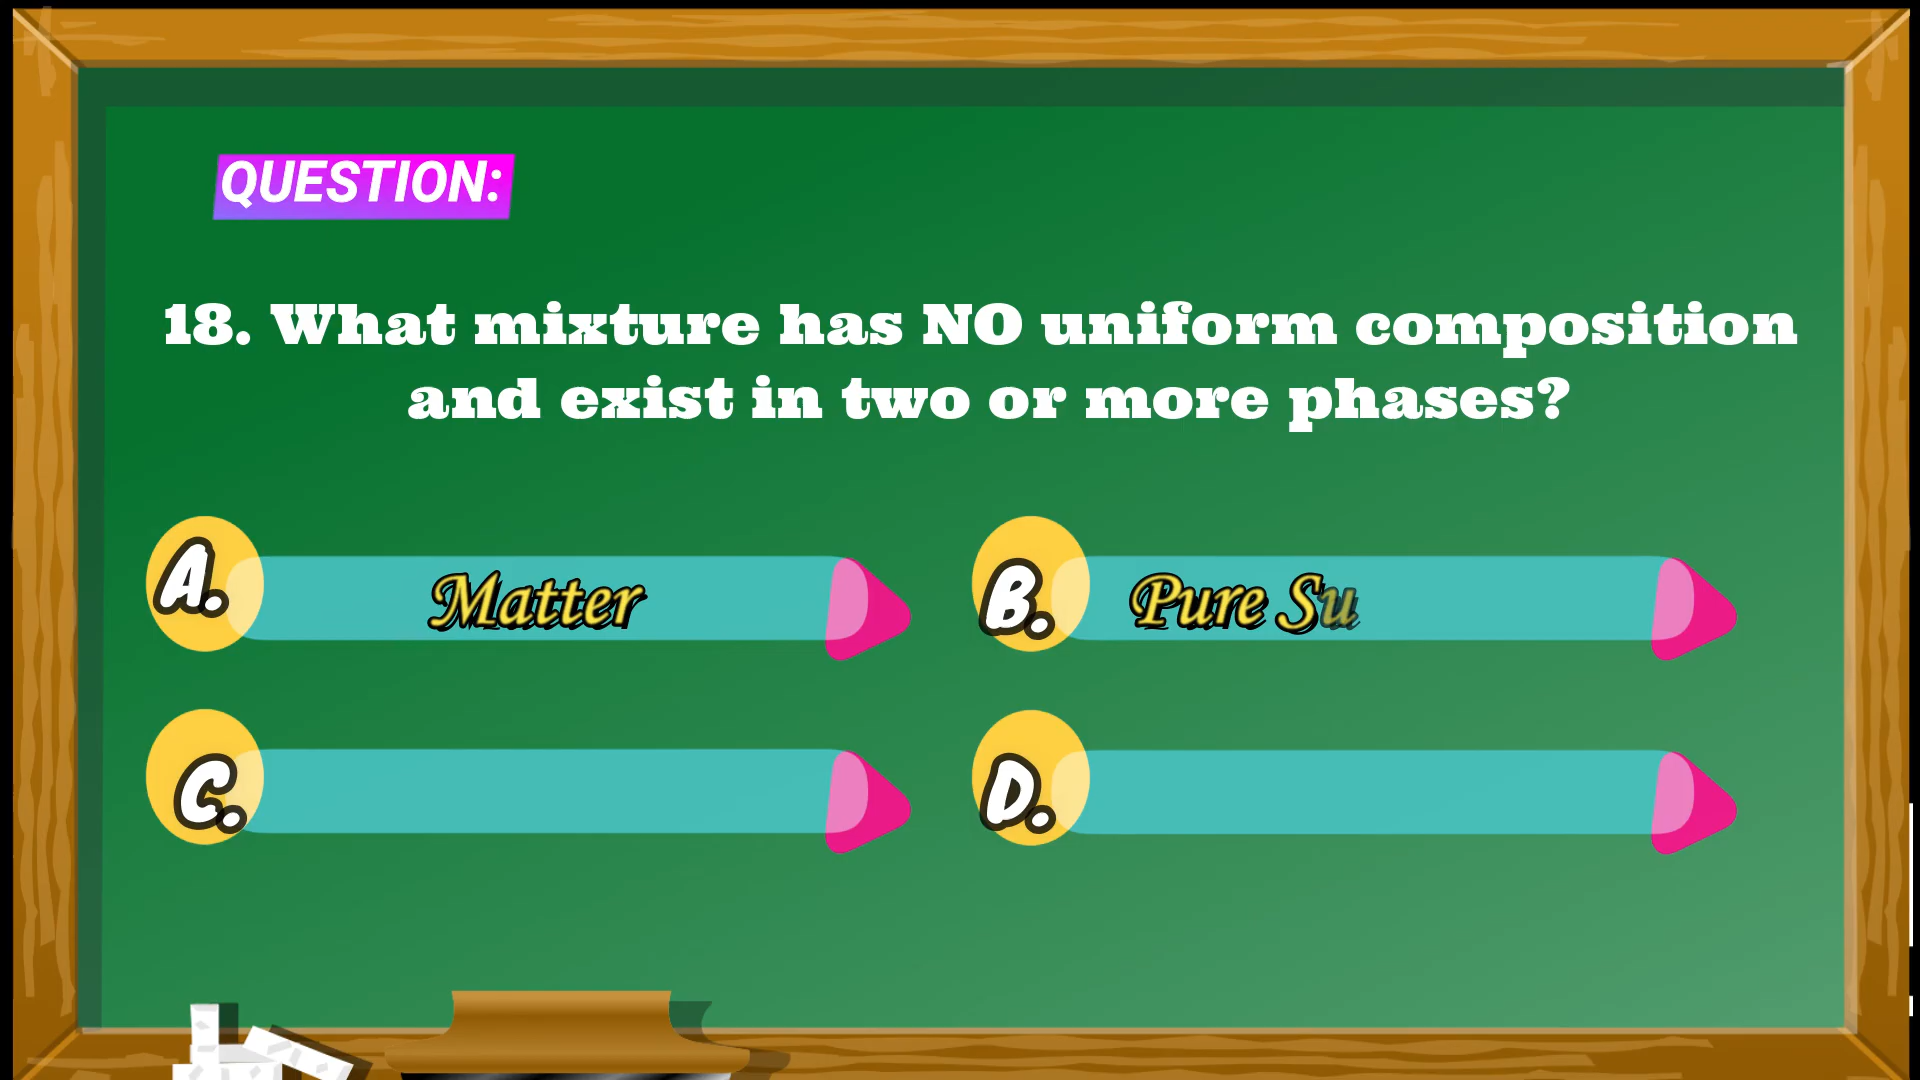 QUESTION:
18. What mixture has NO uniform composition
and exist in two or more phases?
A. Matter
B. Pure Su
C.
D.